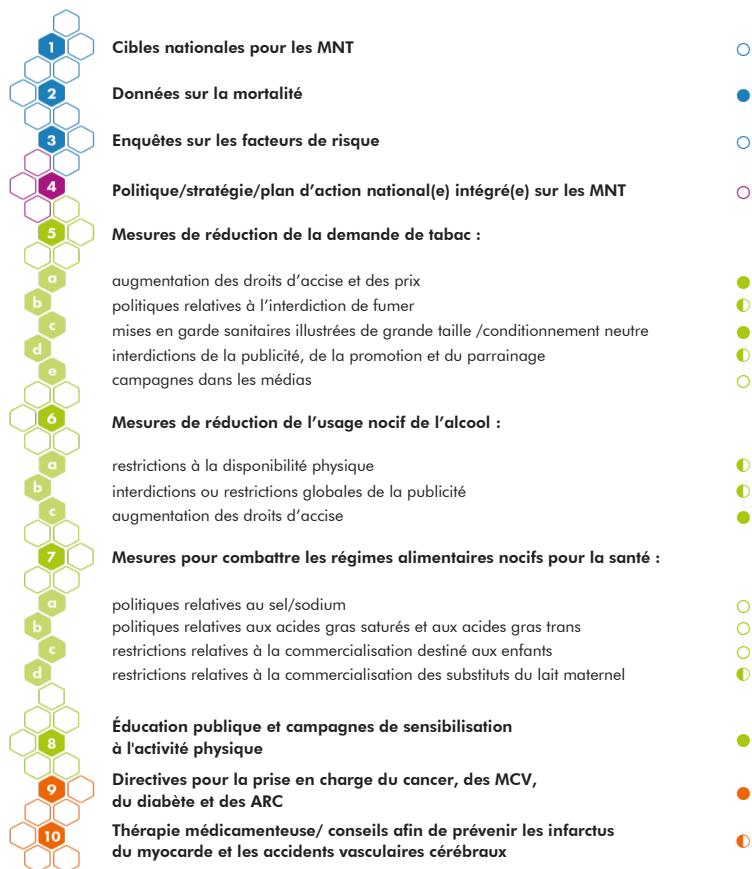 1 Cibles nationales pour les MNT
2 Données sur la mortalité
3 Enquêtes sur les facteurs de risque
4 Politique/stratégie/plan d’action national(e) intégré(e) sur les MNT
5 Mesures de réduction de la demande de tabac :
a augmentation des droits d’accise et des prix
b politiques relatives à l’interdiction de fumer
c mises en garde sanitaires illustrées de grande taille /conditionnement neutre
d interdictions de la publicité, de la promotion et du parrainage
e campagnes dans les médias
6 Mesures de réduction de l’usage nocif de l’alcool :
a restrictions à la disponibilité physique
b interdictions ou restrictions globales de la publicité
c augmentation des droits d’accise
7 Mesures pour combattre les régimes alimentaires nocifs pour la santé :
a politiques relatives au sel/sodium
b politiques relatives aux acides gras saturés et aux acides gras trans
c restrictions relatives à la commercialisation destiné aux enfants
d restrictions relatives à la commercialisation des substituts du lait maternel
8 Éducation publique et campagnes de sensibilisation
à l'activité physique
9 Directives pour la prise en charge du cancer, des MCV,
du diabète et des ARC
10 Thérapie médicamenteuse/ conseils afin de prévenir les infarctus
du myocarde et les accidents vasculaires cérébraux